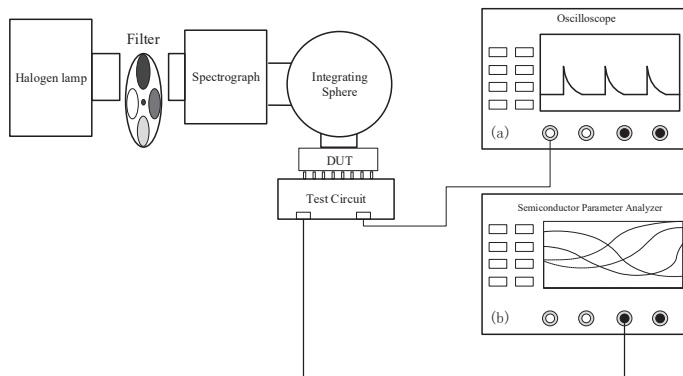 Oscilloscope
Filter
Halogen lamp
Spectrograph
Integrating
Sphere
(a)
DUT
Test Circuit
Semiconductor Parameter Analyzer
(b)